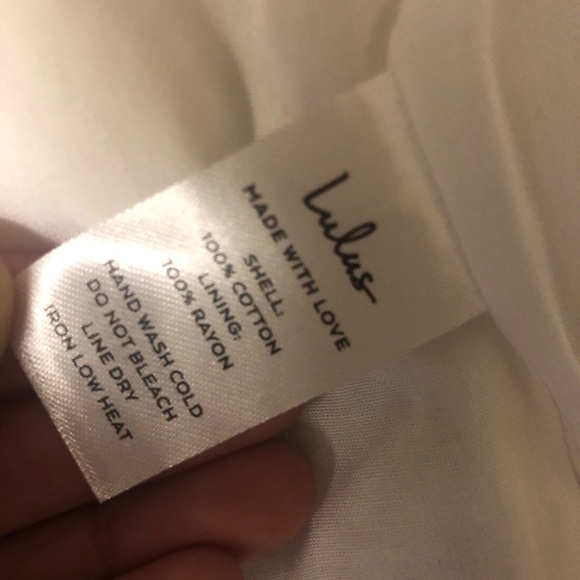 Lulus
MADE WITH LOVE
SHELL:
100% COTTON
LINING:
100% RAYON
HAND WASH COLD
DO NOT BLEACH
LINE DRY
IRON LOW HEAT